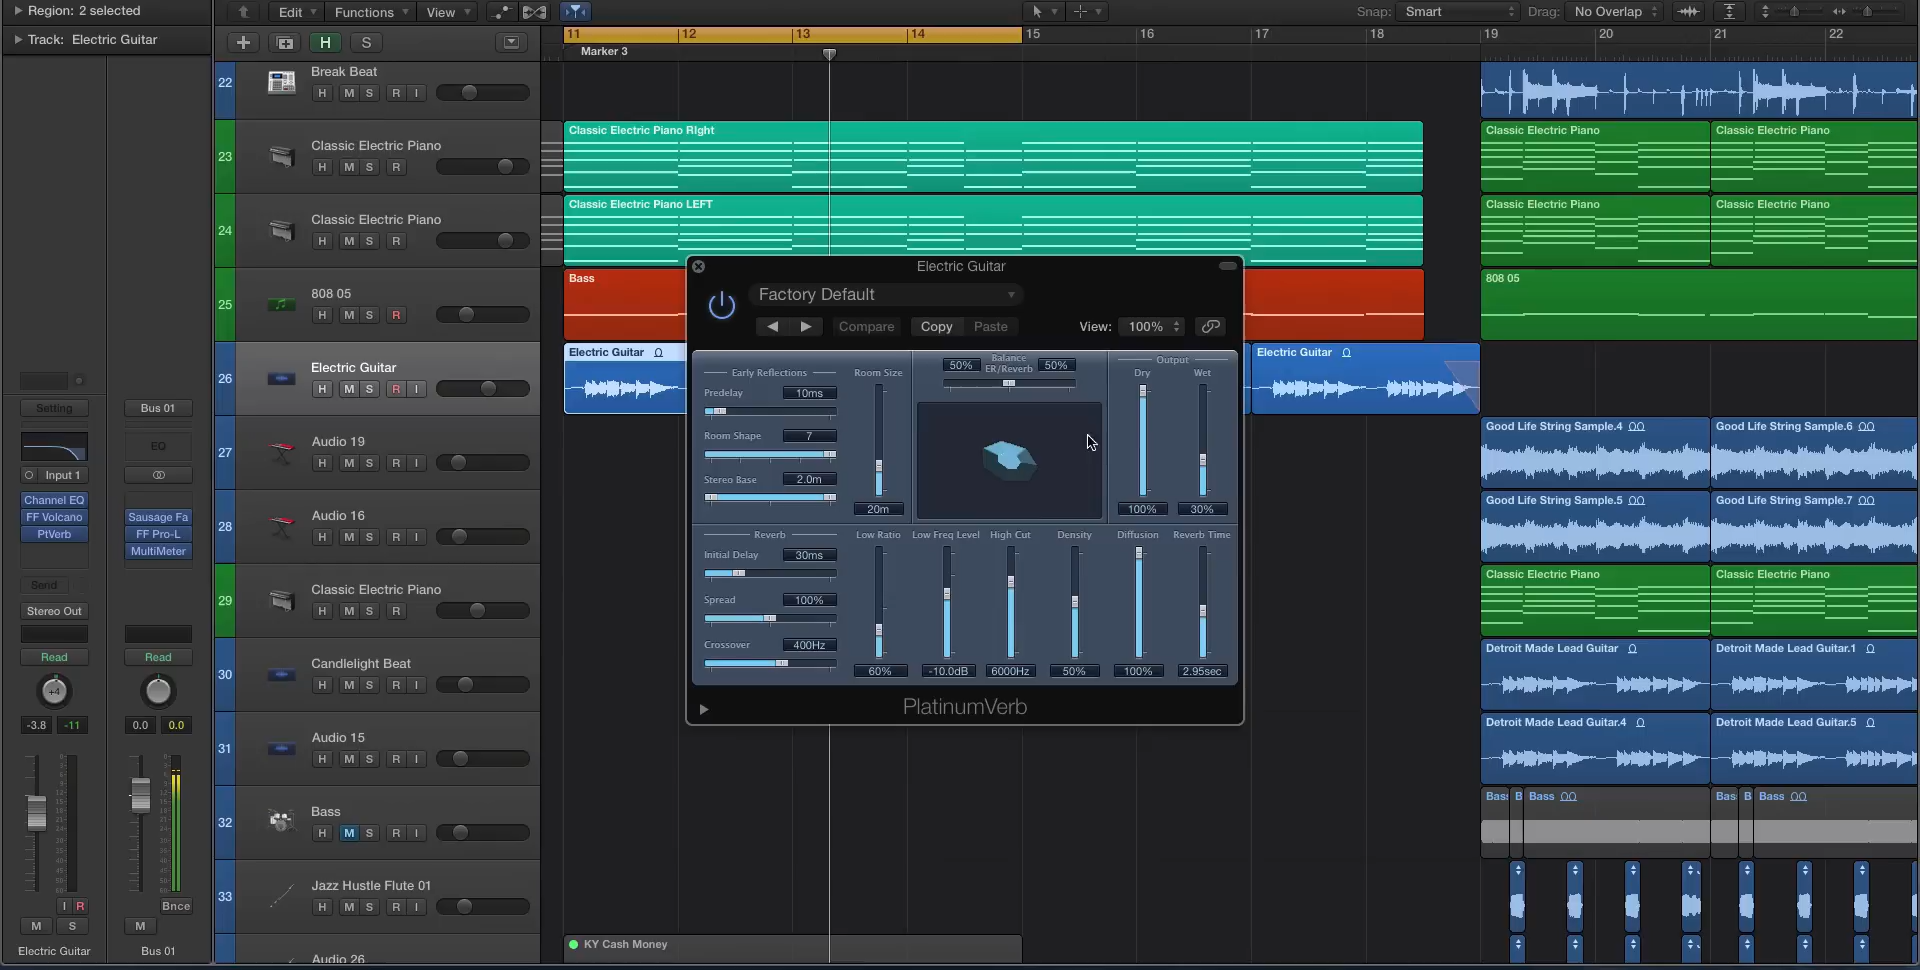 Region: 2 selected
Edit Functions View
Snap: Smart Drag: No Overlap
Track: Electric Guitar
H S
11 12 13 14 15 16 17 18 19 20 21 22
Marker 3
22 Break Beat
H M S R I
Classic Electric Piano RIght
Classic Electric Piano Classic Electric Piano
23 Classic Electric Piano
H M S R
Classic Electric Piano LEFT
Classic Electric Piano Classic Electric Piano
24 Classic Electric Piano
H M S R
Bass
808 05
25 808 05
H M S R
Electric Guitar
Electric Guitar
26 Electric Guitar
H M S R I
Good Life String Sample.4 Good Life String Sample.6
27 Audio 19
H M S R I
Good Life String Sample.5 Good Life String Sample.7
28 Audio 16
H M S R I
Classic Electric Piano Classic Electric Piano
29 Classic Electric Piano
H M S R
Detroit Made Lead Guitar Detroit Made Lead Guitar.1
30 Candlelight Beat
H M S R I
Detroit Made Lead Guitar.4 Detroit Made Lead Guitar.5
31 Audio 15
H M S R I
Bass B Bass Bas B Bass
32 Bass
H M S R I
33 Jazz Hustle Flute 01
H M S R I
KY Cash Money
Audio 26
Electric Guitar
Factory Default
Compare Copy Paste View: 100%
Early Reflections
Predelay 10ms
Room Shape 7
Stereo Base 2.0m
Room Size
20m
Balance
50% ER/Reverb 50%
Output
Dry Wet
100% 30%
Reverb
Initial Delay 30ms
Spread 100%
Crossover 400Hz
Low Ratio Low Freq Level High Cut Density Diffusion Reverb Time
60% -10.0dB 6000Hz 50% 100% 2.95sec
PlatinumVerb
Setting Bus 01
EQ
Input 1
Channel EQ
FF Volcano Sausage Fa
PtVerb FF Pro-L
MultiMeter
Send
Stereo Out
Read Read
+4
-3.8 -11 0.0 0.0
I R Bnce
M S M
Electric Guitar Bus 01